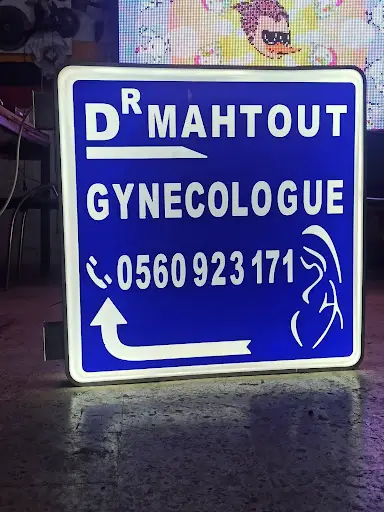 DR MAHTOUT
GYNECOLOGUE
0560 923 171